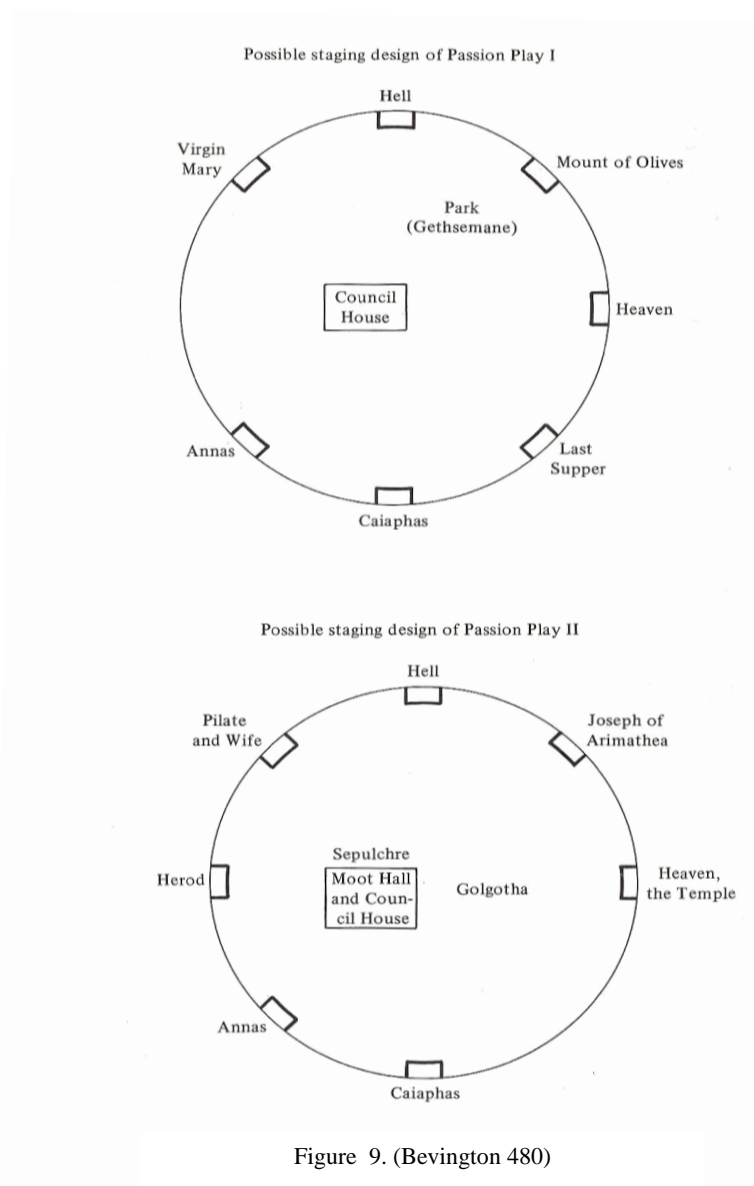 Possible staging design of Passion Play I
Hell
Virgin
Mary
Mount of Olives
Park
(Gethsemane)
Council
House
Heaven
Annas
Last
Supper
Caiaphas
Possible staging design of Passion Play II
Hell
Pilate
and Wife
Joseph of
Arimathea
Sepulchre
Herod
Moot Hall
and Coun-
cil House
Golgotha
Heaven,
the Temple
Annas
Caiaphas
Figure 9. (Bevington 480)